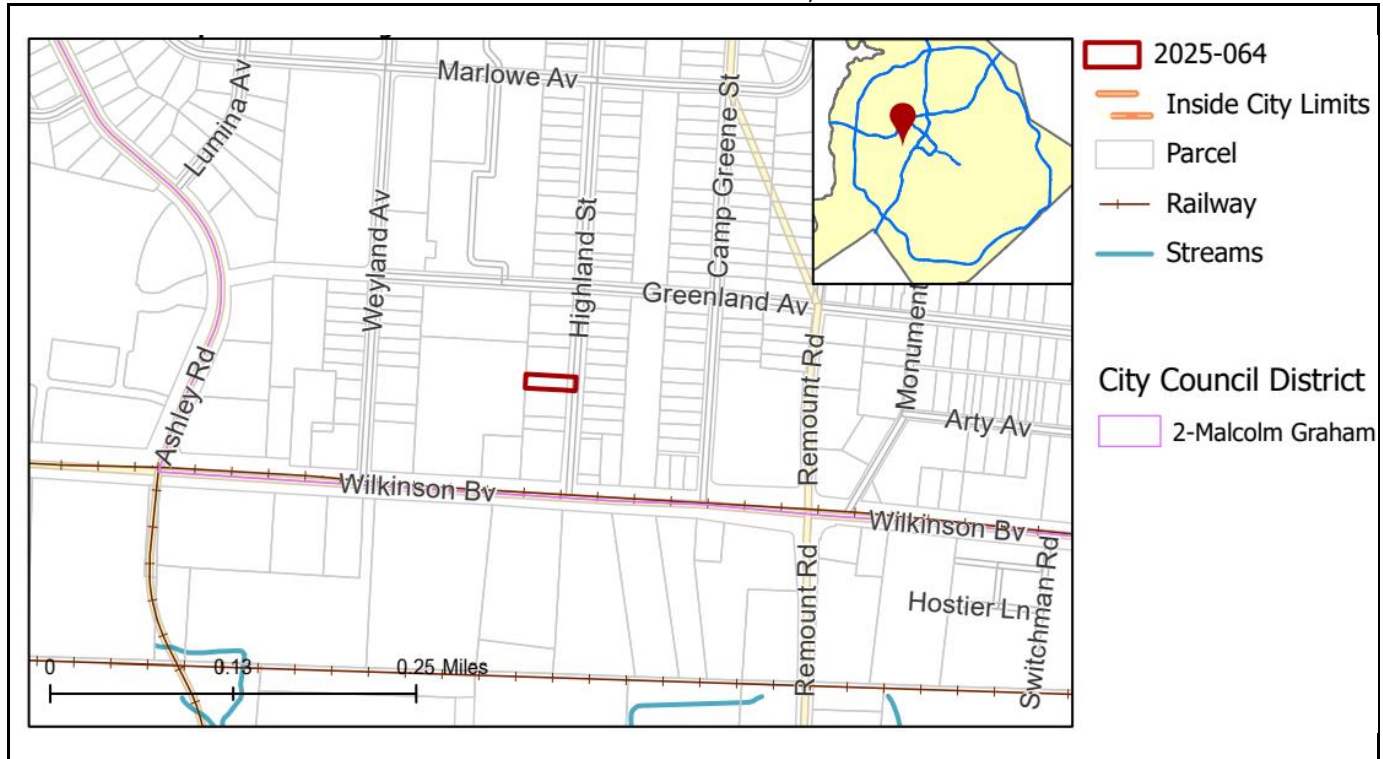 Marlowe Av
Lumina Av
Weyland Av
Highland St
Camp Greene St
Greenland Av
Ashley Rd
Remount Rd
Monument
Arty Av
Wilkinson Bv
Wilkinson Bv
Remount Rd
Hostier Ln
Switchman Rd
0 0.13 0.25 Miles
2025-064
Inside City Limits
Parcel
Railway
Streams
City Council District
2-Malcolm Graham